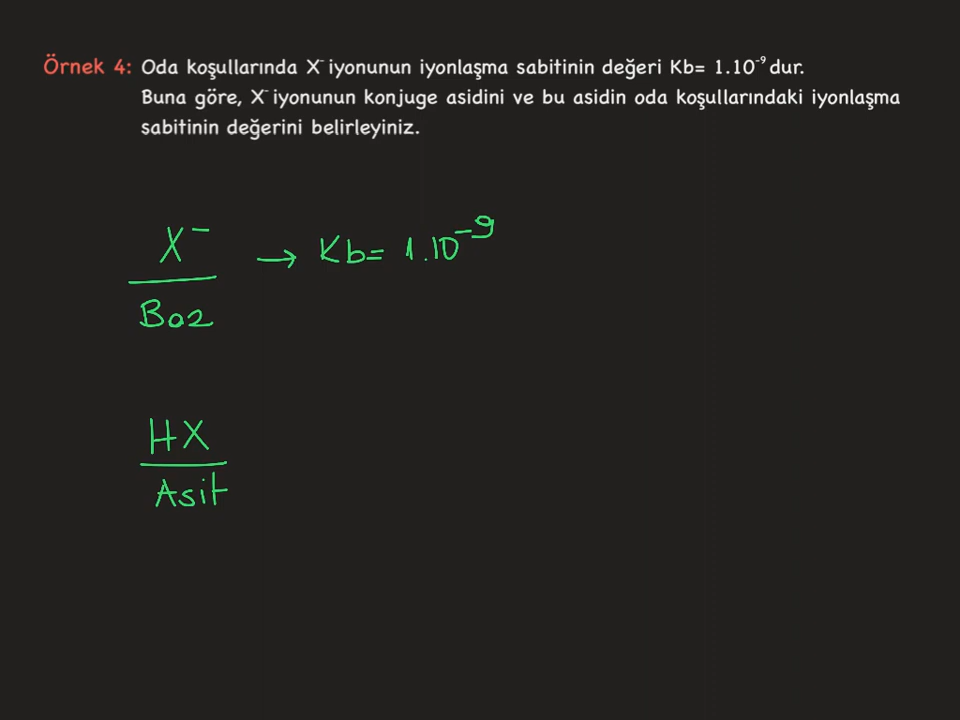 Örnek 4: Oda koşullarında X⁻ iyonunun iyonlaşma sabitinin değeri Kb= 1.10⁻⁹ dur.
Buna göre, X⁻ iyonunun konjuge asidini ve bu asidin oda koşullarındaki iyonlaşma
sabitinin değerini belirleyiniz.
X⁻ → Kb= 1.10⁻⁹
Baz
HX
Asit